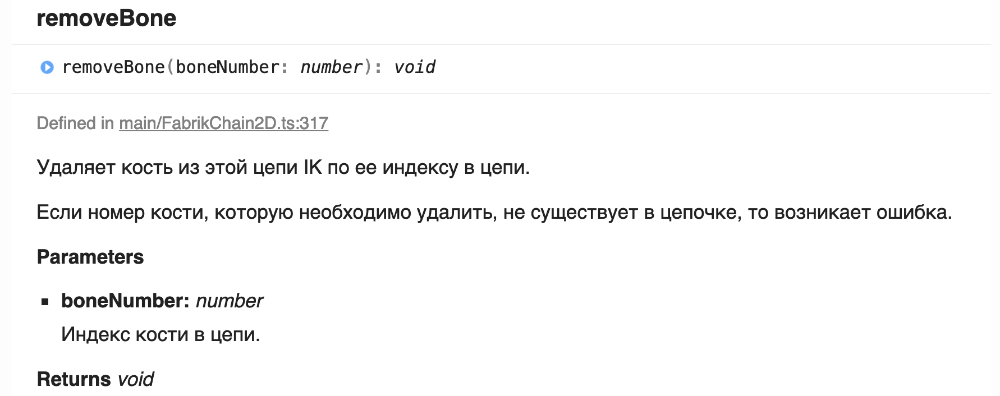 removeBone
removeBone(boneNumber: number): void
Defined in main/FabrikChain2D.ts:317
Удаляет кость из этой цепи IK по ее индексу в цепи.
Если номер кости, которую необходимо удалить, не существует в цепочке, то возникает ошибка.
Parameters
boneNumber: number
Индекс кости в цепи.
Returns void